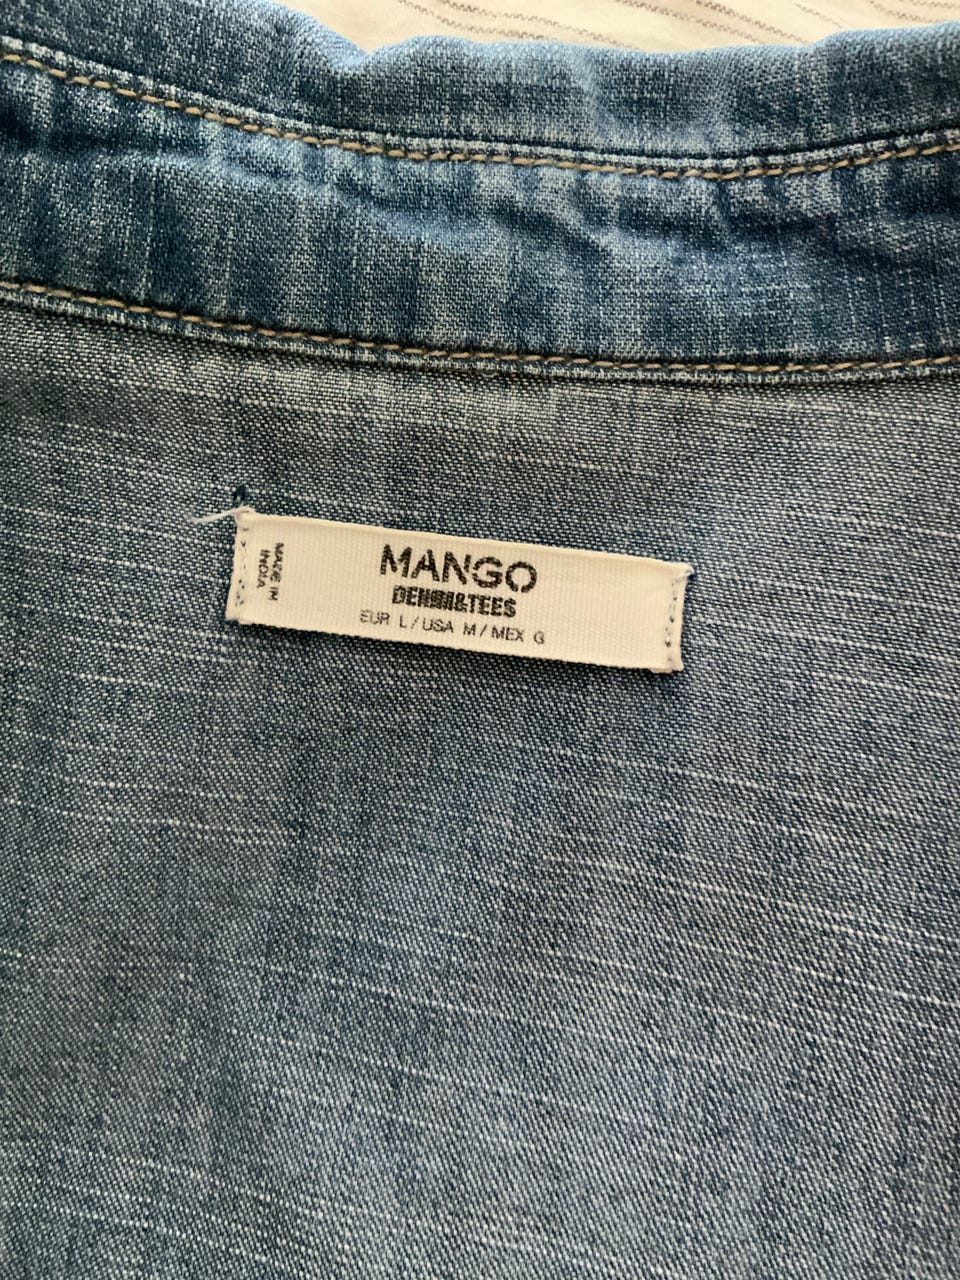 MANGO
DENIM&TEES
EUR L / USA M / MEX G
MADE IN
INDIA